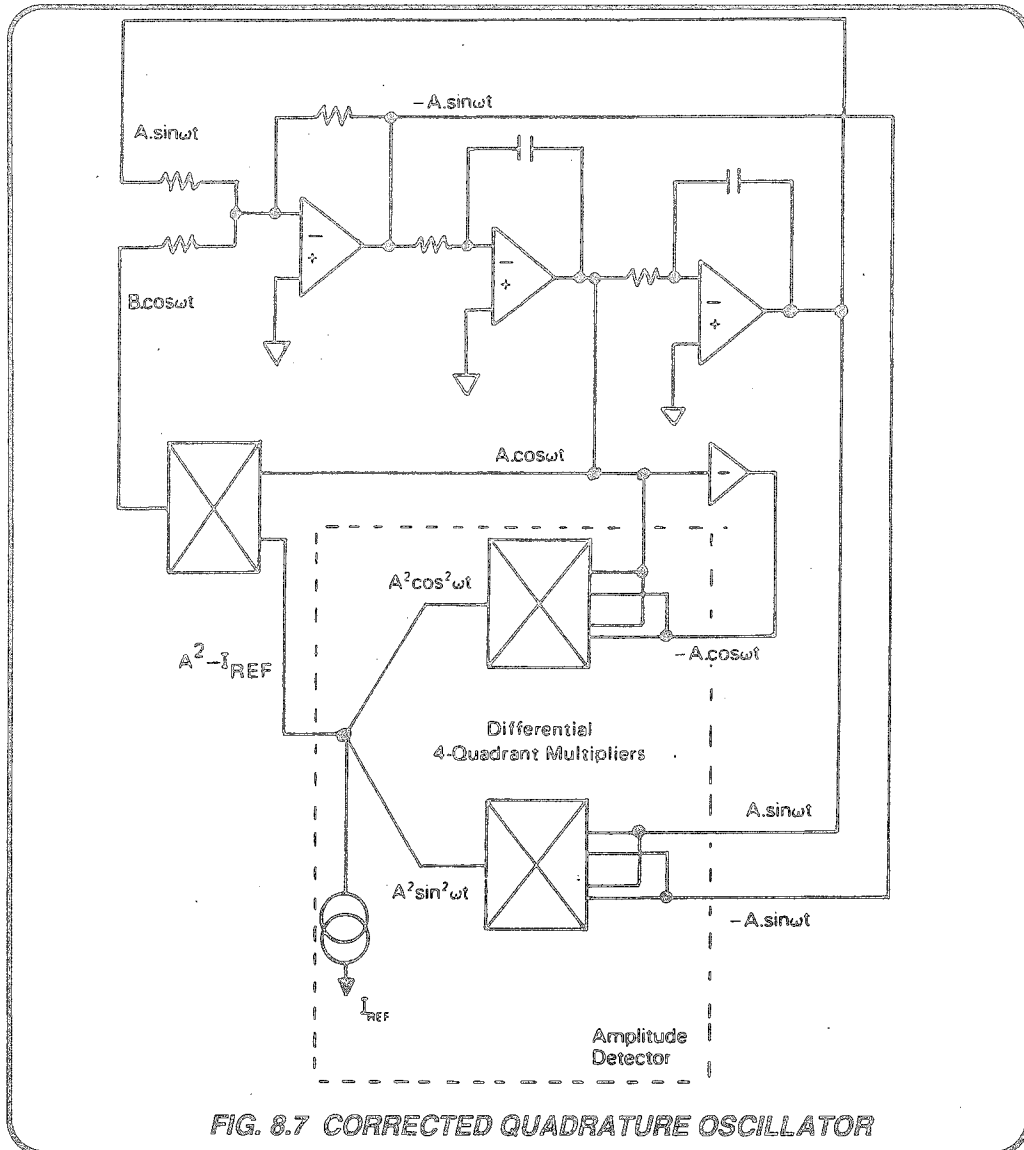 -A.sinωt
A.sinωt
B.cosωt
A.cosωt
A²cos²ωt
-A.cosωt
A²-I_REF
Differential
4-Quadrant Multipliers
A.sinωt
A²sin²ωt
-A.sinωt
I_REF
Amplitude
Detector
FIG. 8.7 CORRECTED QUADRATURE OSCILLATOR